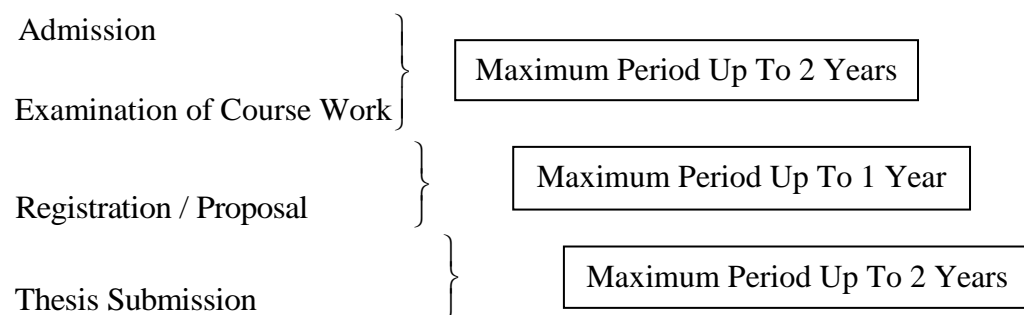 Admission
Maximum Period Up To 2 Years
Examination of Course Work
Maximum Period Up To 1 Year
Registration / Proposal
Maximum Period Up To 2 Years
Thesis Submission